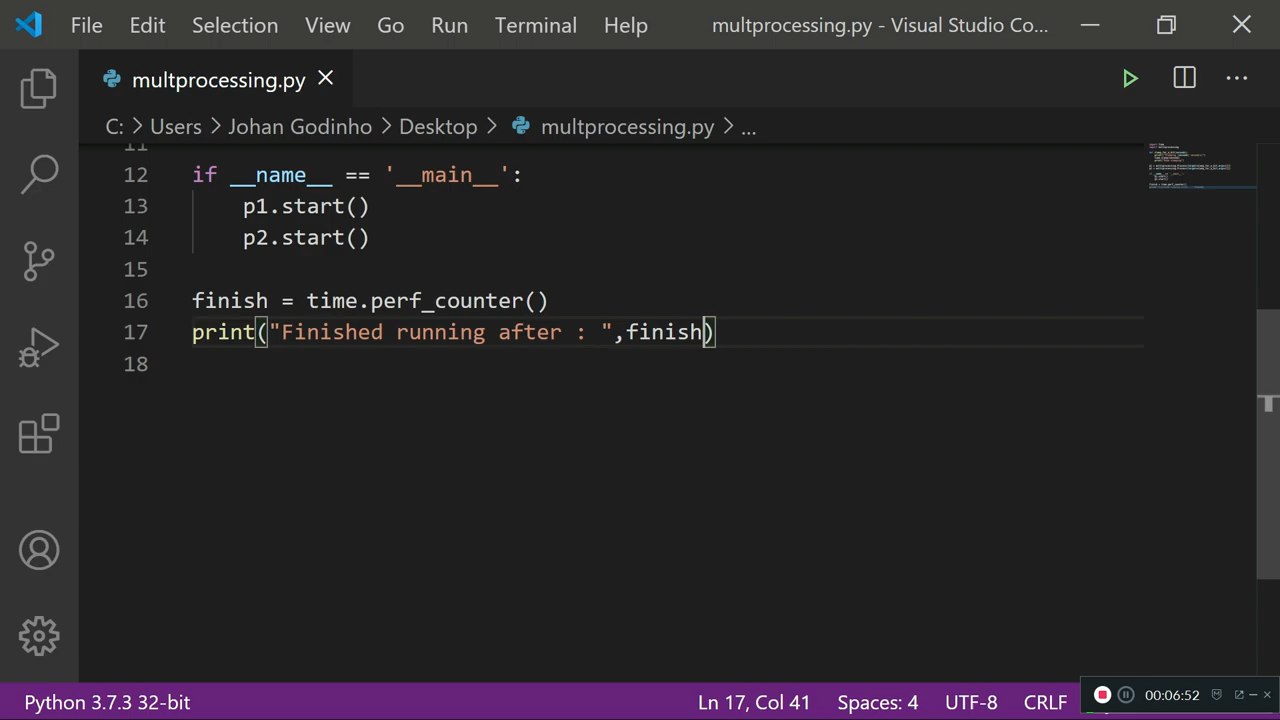 File Edit Selection View Go Run Terminal Help multprocessing.py - Visual Studio Co...
multprocessing.py
C: > Users > Johan Godinho > Desktop > multprocessing.py > ...
11
12 if __name__ == '__main__':
13 p1.start()
14 p2.start()
15
16 finish = time.perf_counter()
17 print("Finished running after : ",finish)
18
Python 3.7.3 32-bit Ln 17, Col 41 Spaces: 4 UTF-8 CRLF 00:06:52